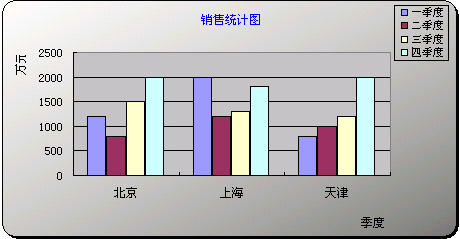 销售统计图
一季度
二季度
三季度
四季度
万元
2500
2000
1500
1000
500
0
北京
上海
天津
季度